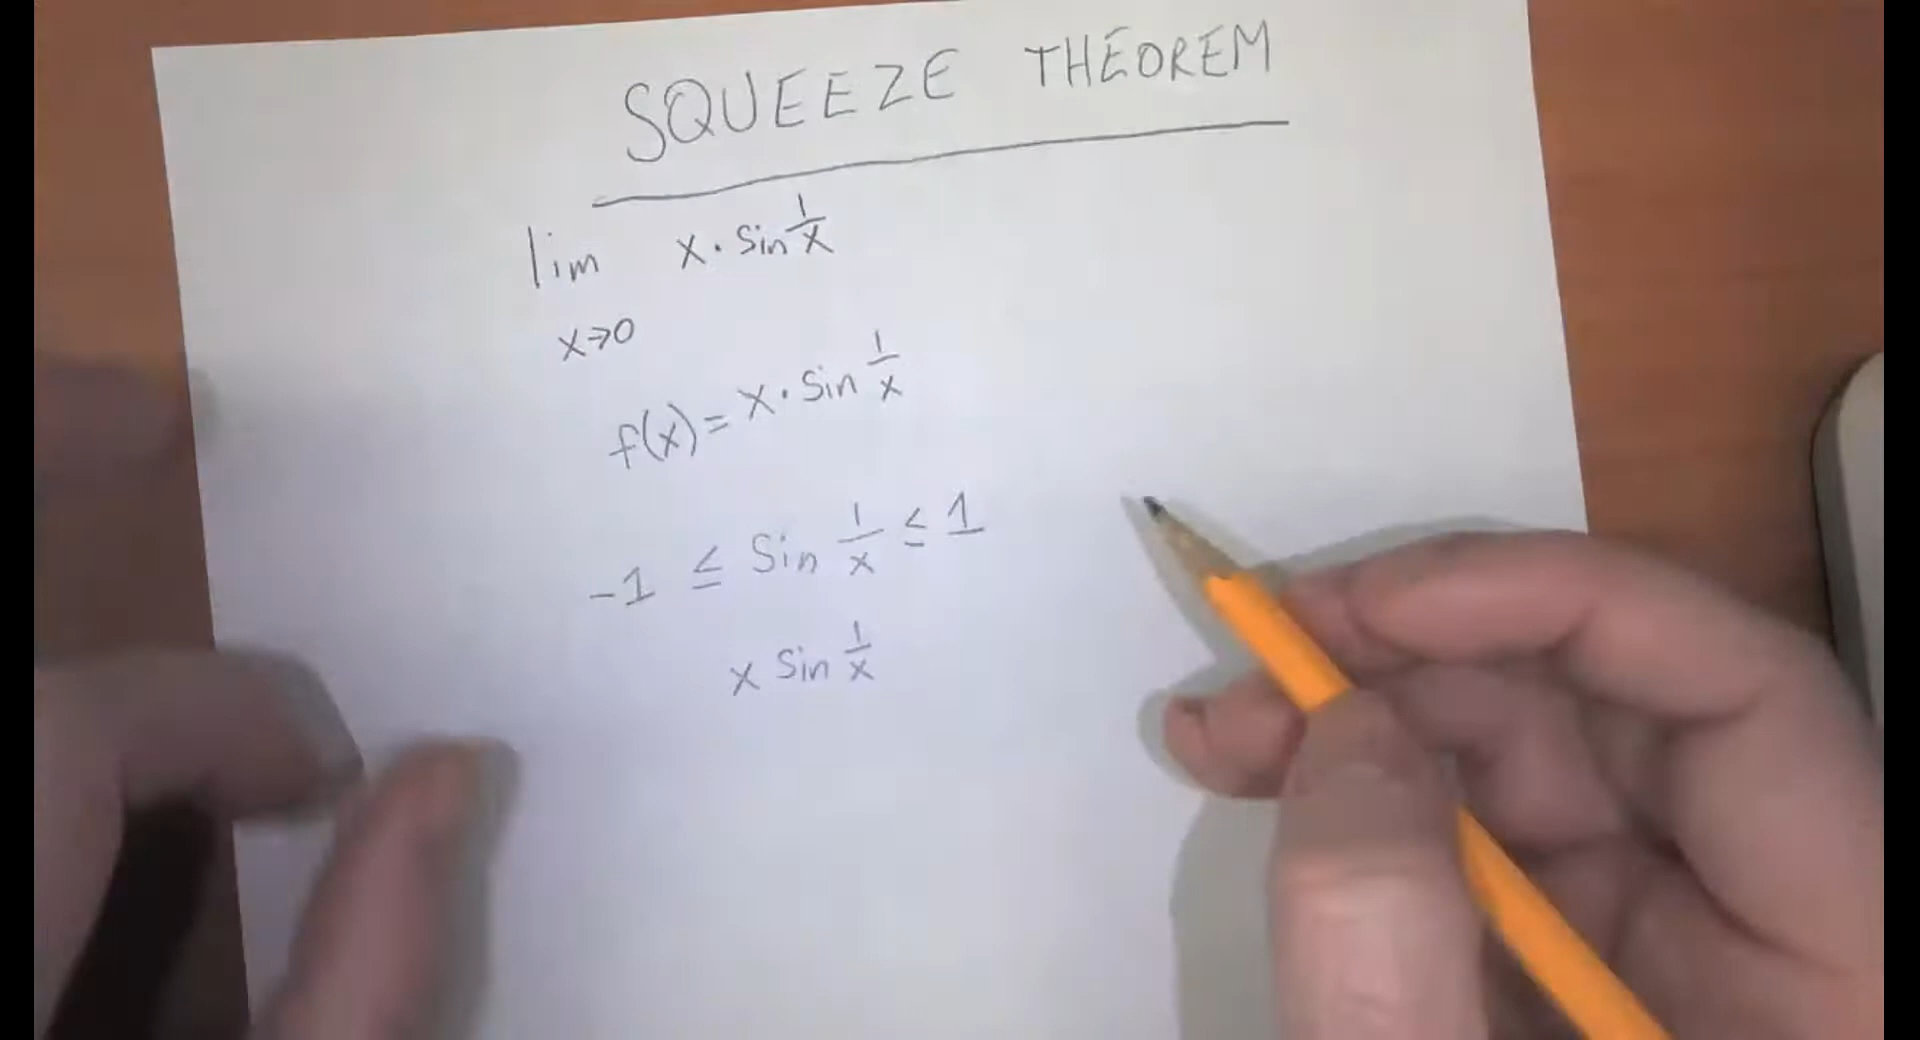 SQUEEZE THEOREM
lim x · sin 1/x
x→0
f(x) = x · sin 1/x
-1 ≤ sin 1/x ≤ 1
x sin 1/x